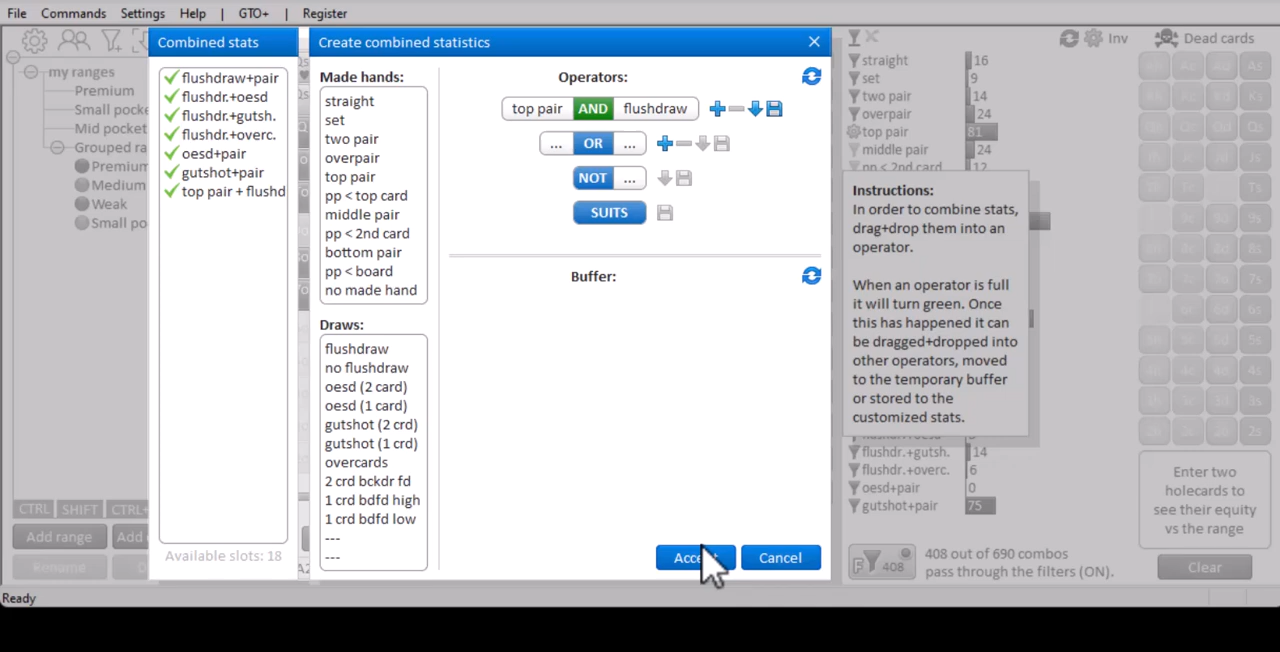 File Commands Settings Help | GTO+ | Register
my ranges
Premium
Small pocke
Mid pocket
Grouped ra
Premium
Medium
Weak
Small po
CTRL SHIFT CTRL+
Add range Add
Ready
Combined stats
flushdraw+pair
flushdr.+oesd
flushdr.+gutsh.
flushdr.+overc.
oesd+pair
gutshot+pair
top pair + flushd
Available slots: 18
Create combined statistics
Made hands:
straight
set
two pair
overpair
top pair
pp < top card
middle pair
pp < 2nd card
bottom pair
pp < board
no made hand
Draws:
flushdraw
no flushdraw
oesd (2 card)
oesd (1 card)
gutshot (2 crd)
gutshot (1 crd)
overcards
2 crd bckdr fd
1 crd bdfd high
1 crd bdfd low
---
---
Operators:
top pair AND flushdraw
... OR ...
NOT ...
SUITS
Buffer:
Accept Cancel
Inv Dead cards
straight 16
set 9
two pair 14
overpair 24
top pair 81
middle pair 24
pp < 2nd card 12
Instructions:
In order to combine stats,
drag+drop them into an
operator.
When an operator is full
it will turn green. Once
this has happened it can
be dragged+dropped into
other operators, moved
to the temporary buffer
or stored to the
customized stats.
flushdr.+gutsh. 14
flushdr.+overc. 6
oesd+pair 0
gutshot+pair 75
F 408
408 out of 690 combos
pass through the filters (ON).
Enter two
holecards to
see their equity
vs the range
Clear